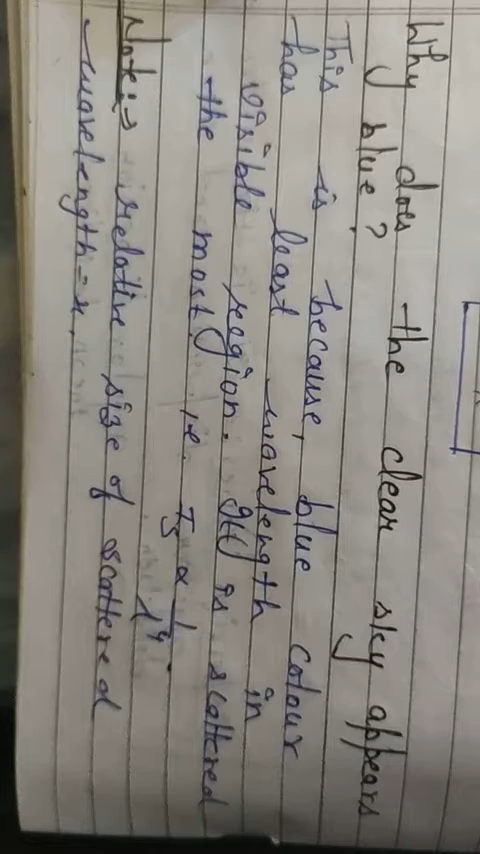 Why does the clear sky appears
blue?
This is because, blue colour
has least wavelength in
visible region. It is scattered
the most i.e. Is ∝ 1/λ⁴.
Note:→ relative size of scattered
wavelength = x.